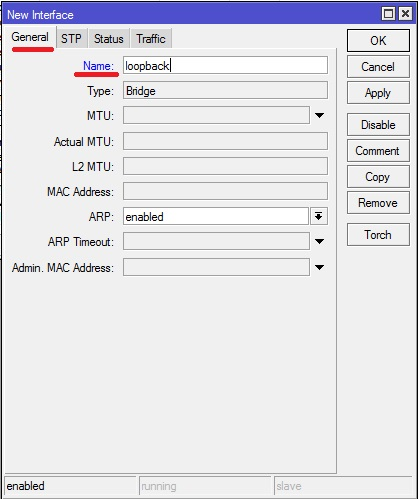 New Interface
General STP Status Traffic
OK
Name: loopback
Cancel
Type: Bridge
Apply
MTU:
Disable
Actual MTU:
Comment
L2 MTU:
Copy
MAC Address:
Remove
ARP: enabled
Torch
ARP Timeout:
Admin. MAC Address:
enabled running slave